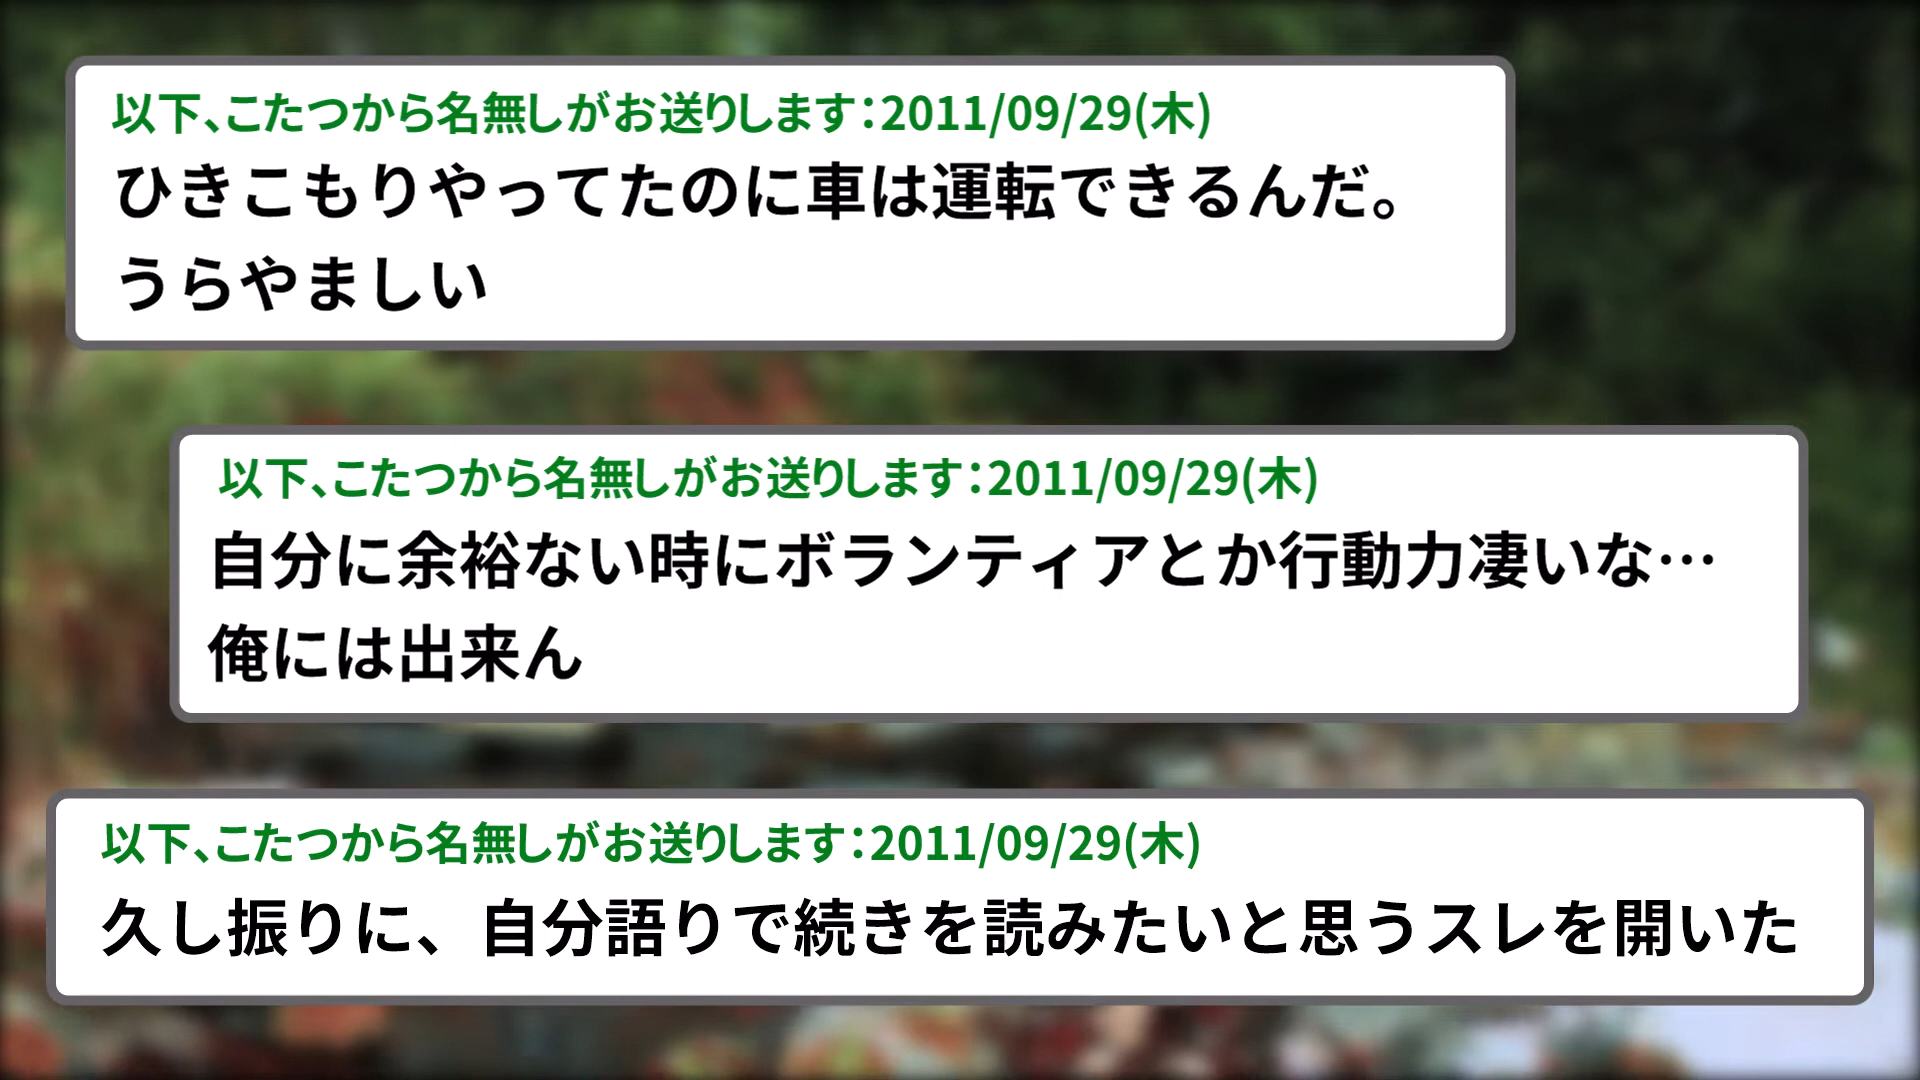 以下、こたつから名無しがお送りします：2011/09/29(木)
ひきこもりやってたのに車は運転できるんだ。
うらやましい
以下、こたつから名無しがお送りします：2011/09/29(木)
自分に余裕ない時にボランティアとか行動力凄いな…
俺には出来ん
以下、こたつから名無しがお送りします：2011/09/29(木)
久し振りに、自分語りで続きを読みたいと思うスレを開いた